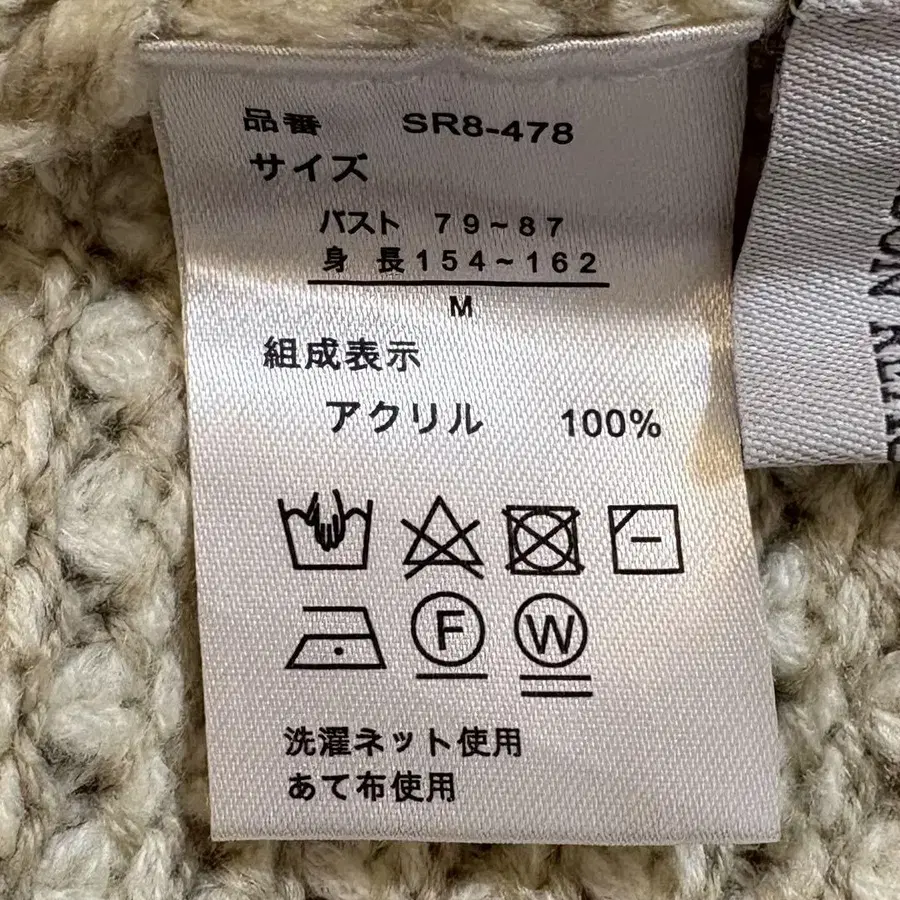 品番 SR8-478
サイズ
バスト 79~87
身長154~162
M
組成表示
アクリル 100%
F W
洗濯ネット使用
あて布使用